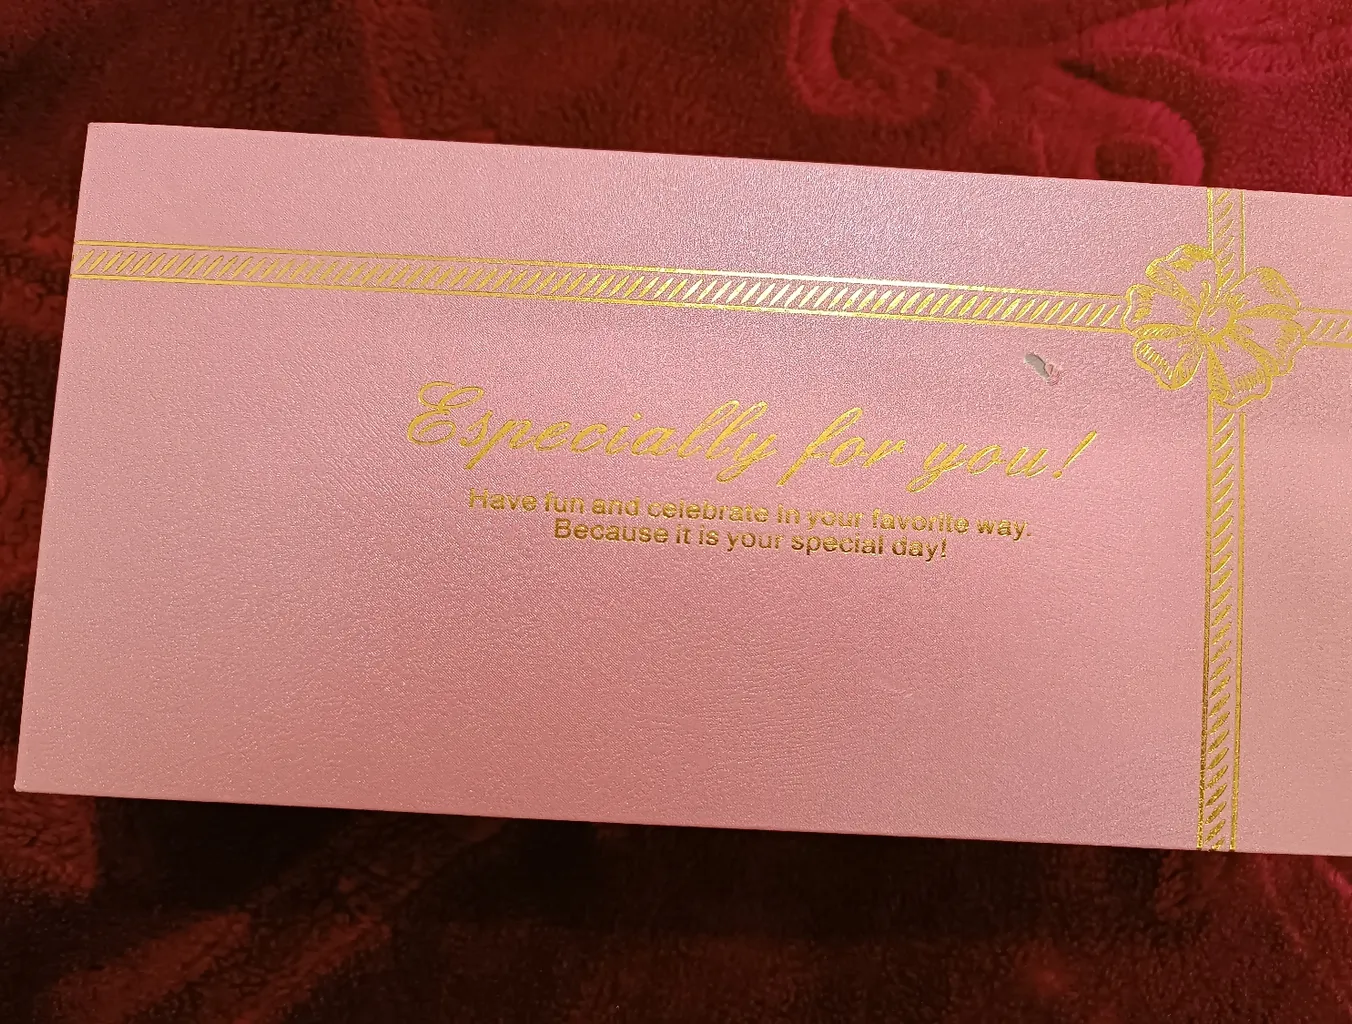 Especially for you!
Have fun and celebrate in your favorite way.
Because it is your special day!